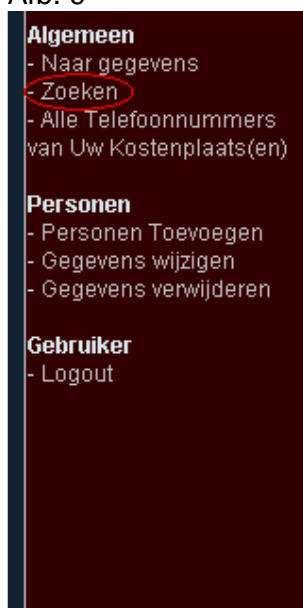 Algemeen
- Naar gegevens
- Zoeken
- Alle Telefoonnummers
van Uw Kostenplaats(en)
Personen
- Personen Toevoegen
- Gegevens wijzigen
- Gegevens verwijderen
Gebruiker
- Logout